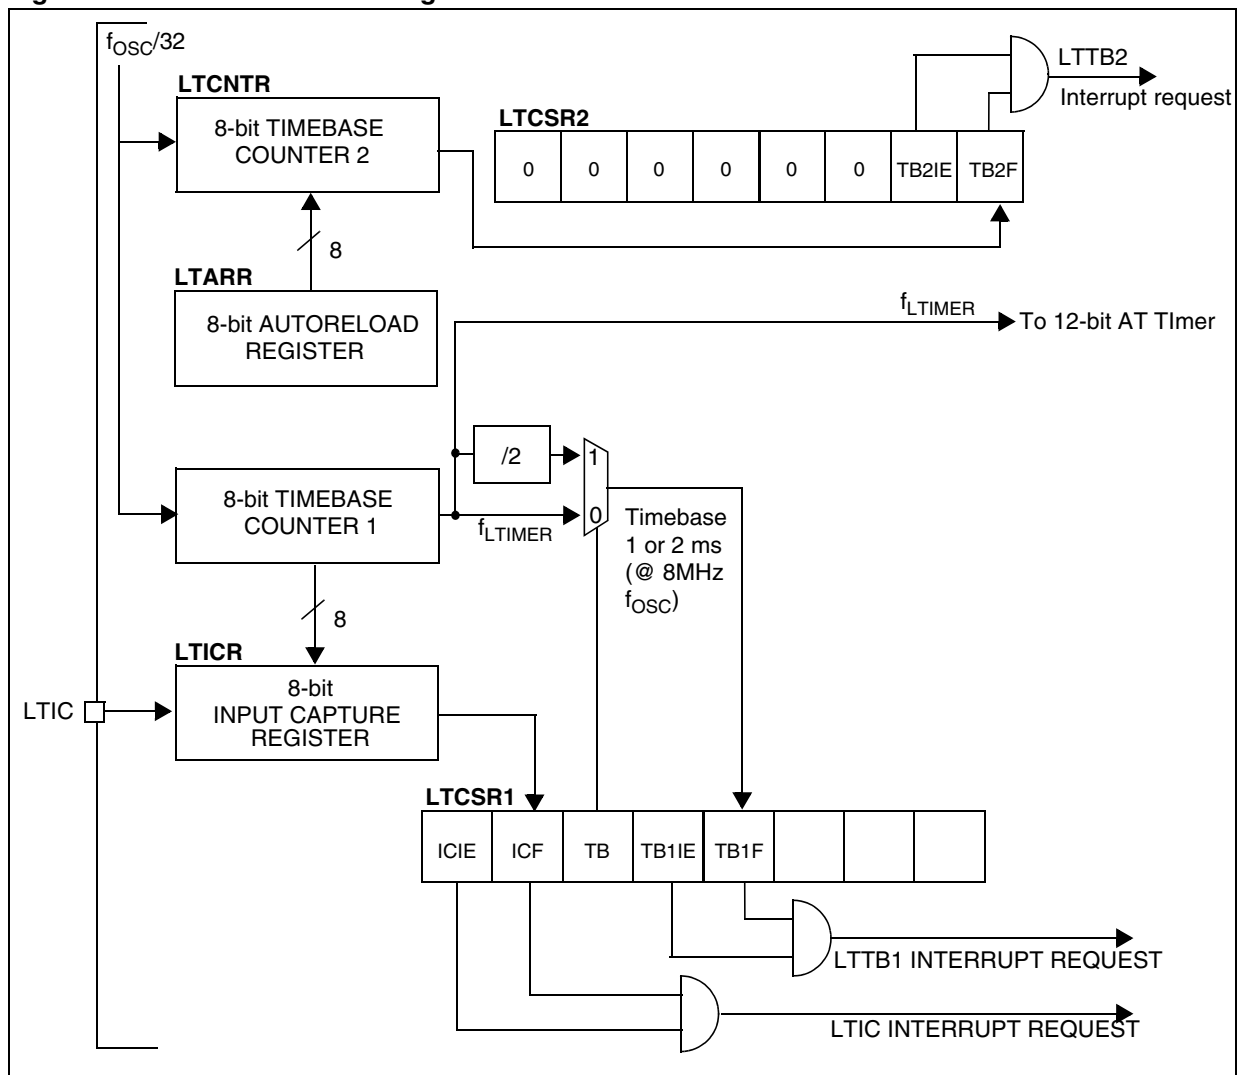 fOSC/32
LTCNTR
8-bit TIMEBASE
COUNTER 2
LTCSR2
0 0 0 0 0 0 TB2IE TB2F
LTTB2
Interrupt request
8
LTARR
8-bit AUTORELOAD
REGISTER
fLTIMER
To 12-bit AT TImer
/2
1
0
8-bit TIMEBASE
COUNTER 1
fLTIMER
Timebase
1 or 2 ms
(@ 8MHz
fOSC)
8
LTICR
LTIC
8-bit
INPUT CAPTURE
REGISTER
LTCSR1
ICIE ICF TB TB1IE TB1F
LTTB1 INTERRUPT REQUEST
LTIC INTERRUPT REQUEST